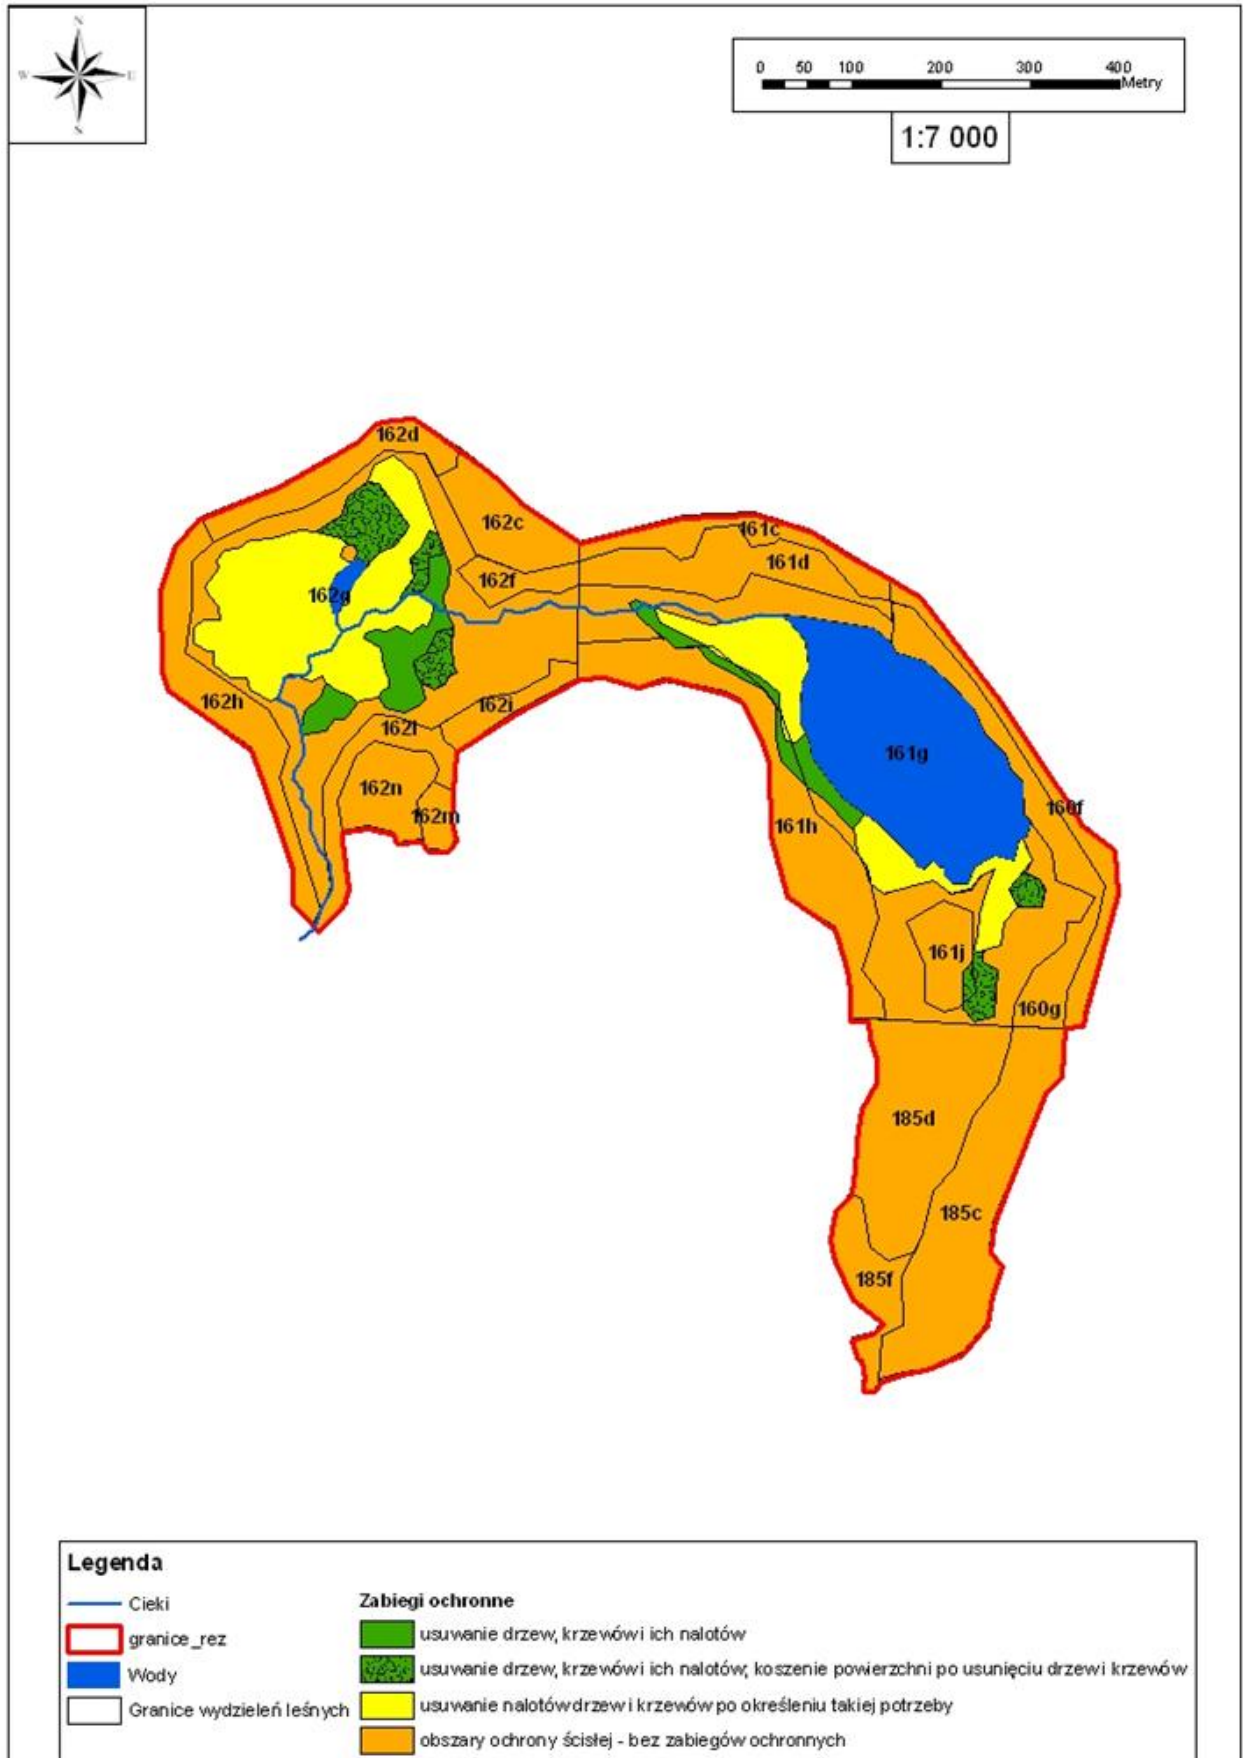 N
W E
S
0 50 100 200 300 400
Metry
1:7 000
162d
162c
161c
162f
161d
162g
162h
162i
162l
161g
162n
160f
162m
161h
161j
160g
185d
185c
185f
Legenda
Cieki
granice_rez
Wody
Granice wydzieleń leśnych
Zabiegi ochronne
usuwanie drzew, krzewów i ich nalotów
usuwanie drzew, krzewów i ich nalotów; koszenie powierzchni po usunięciu drzew i krzewów
usuwanie nalotów drzew i krzewów po określeniu takiej potrzeby
obszary ochrony ścisłej - bez zabiegów ochronnych